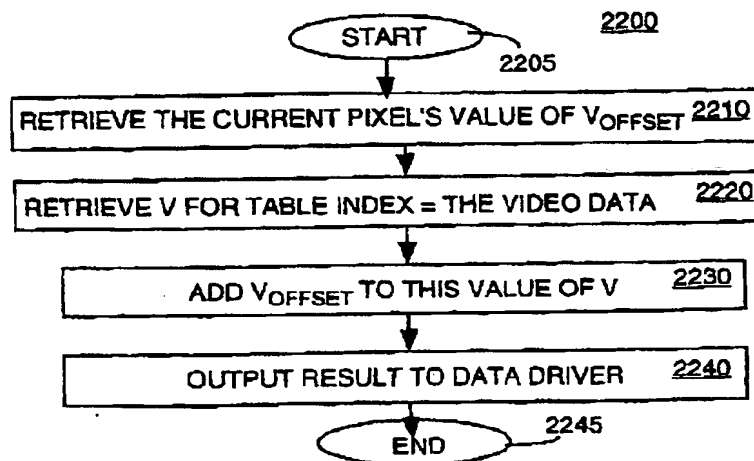 START
2200
2205
RETRIEVE THE CURRENT PIXEL'S VALUE OF VOFFSET 2210
RETRIEVE V FOR TABLE INDEX = THE VIDEO DATA 2220
ADD VOFFSET TO THIS VALUE OF V 2230
OUTPUT RESULT TO DATA DRIVER 2240
END
2245